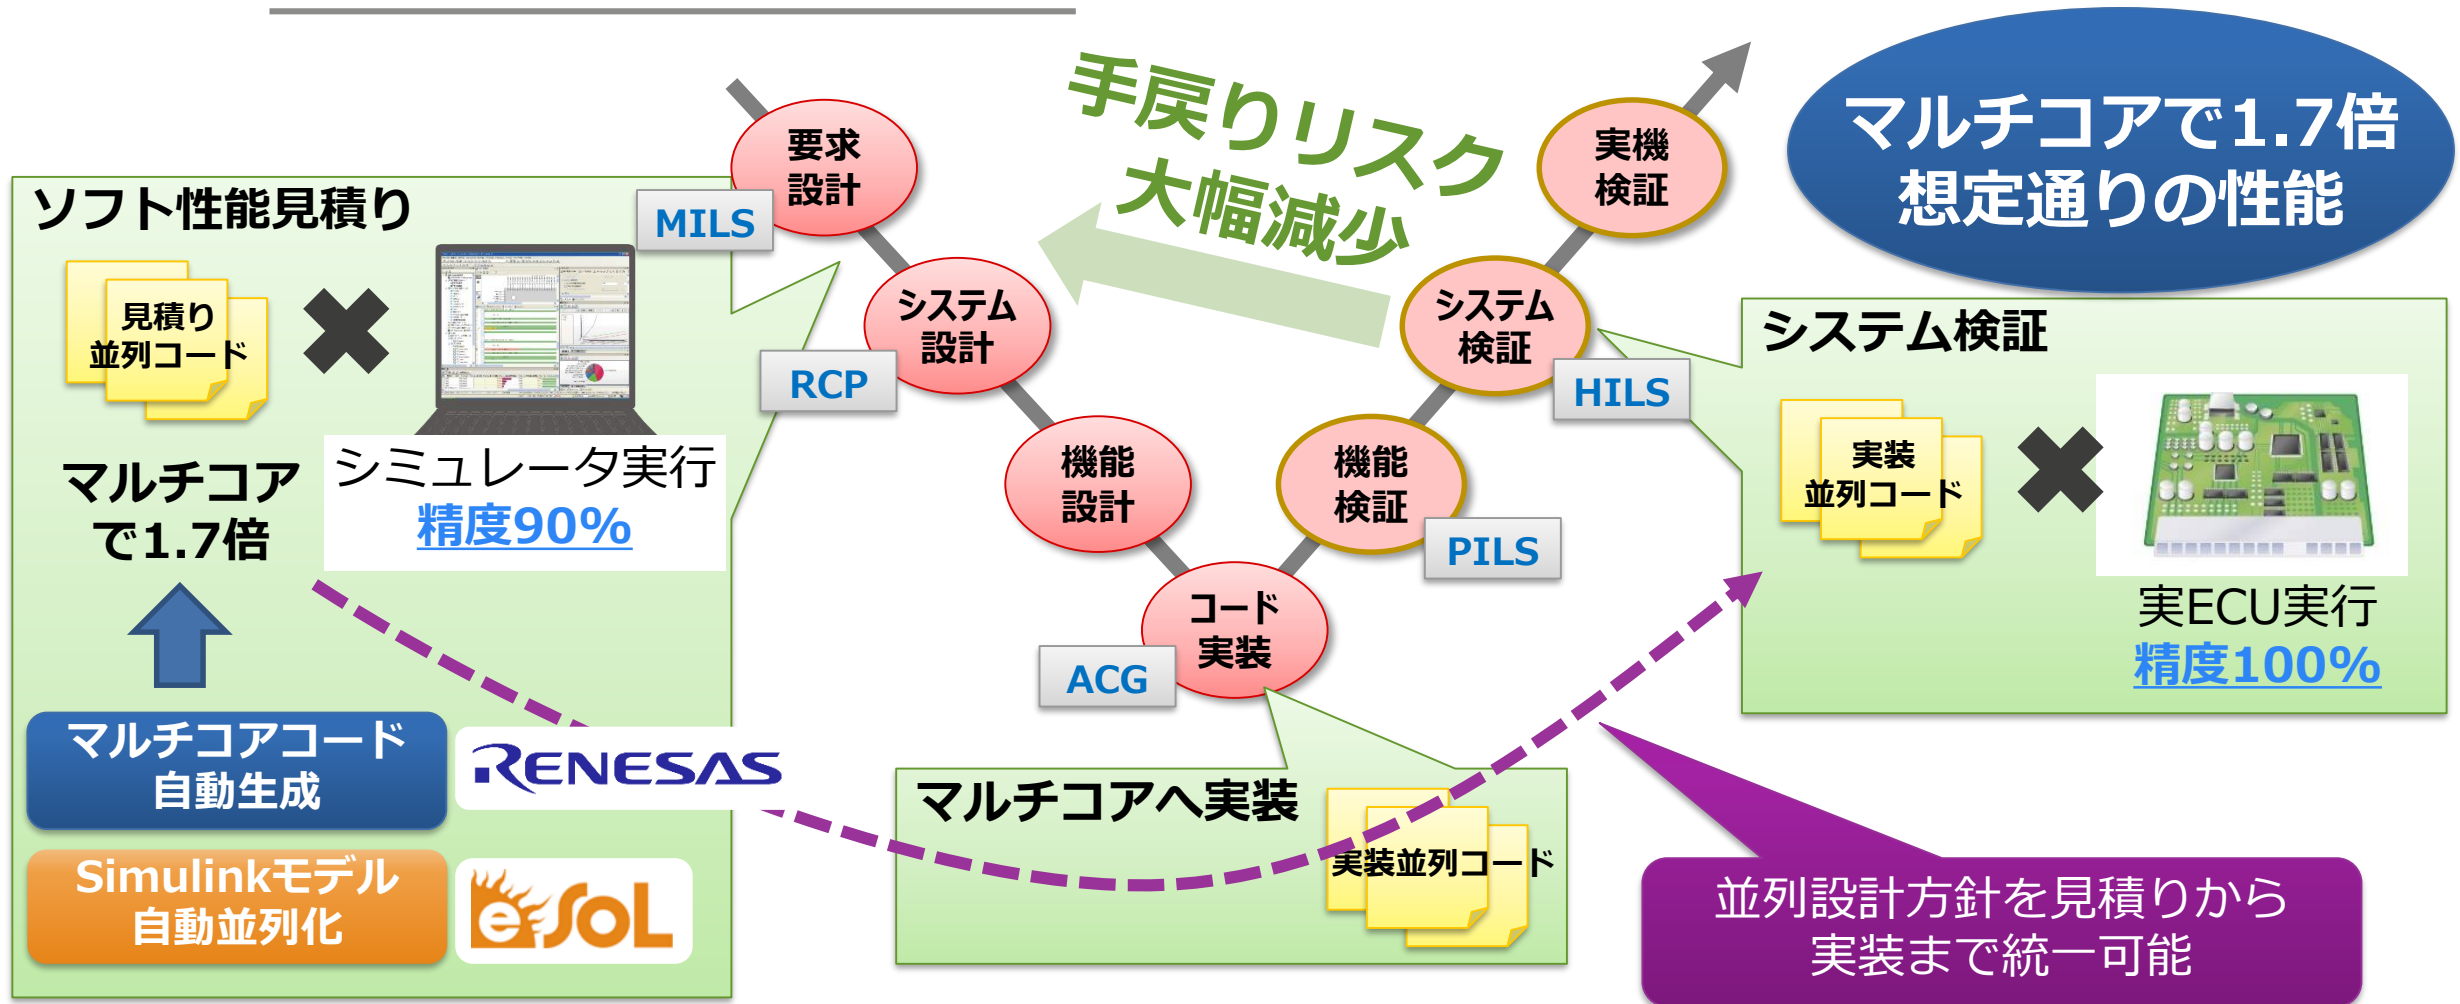 手戻りリスク
大幅減少
マルチコアで1.7倍
想定通りの性能
要求
設計
MILS
システム
設計
RCP
機能
設計
コード
実装
ACG
機能
検証
PILS
システム
検証
HILS
実機
検証
ソフト性能見積り
見積り
並列コード
シミュレータ実行
精度90%
マルチコア
で1.7倍
マルチコアコード
自動生成
RENESAS
Simulinkモデル
自動並列化
eSOL
マルチコアへ実装
実装並列コード
システム検証
実装
並列コード
実ECU実行
精度100%
並列設計方針を見積りから
実装まで統一可能